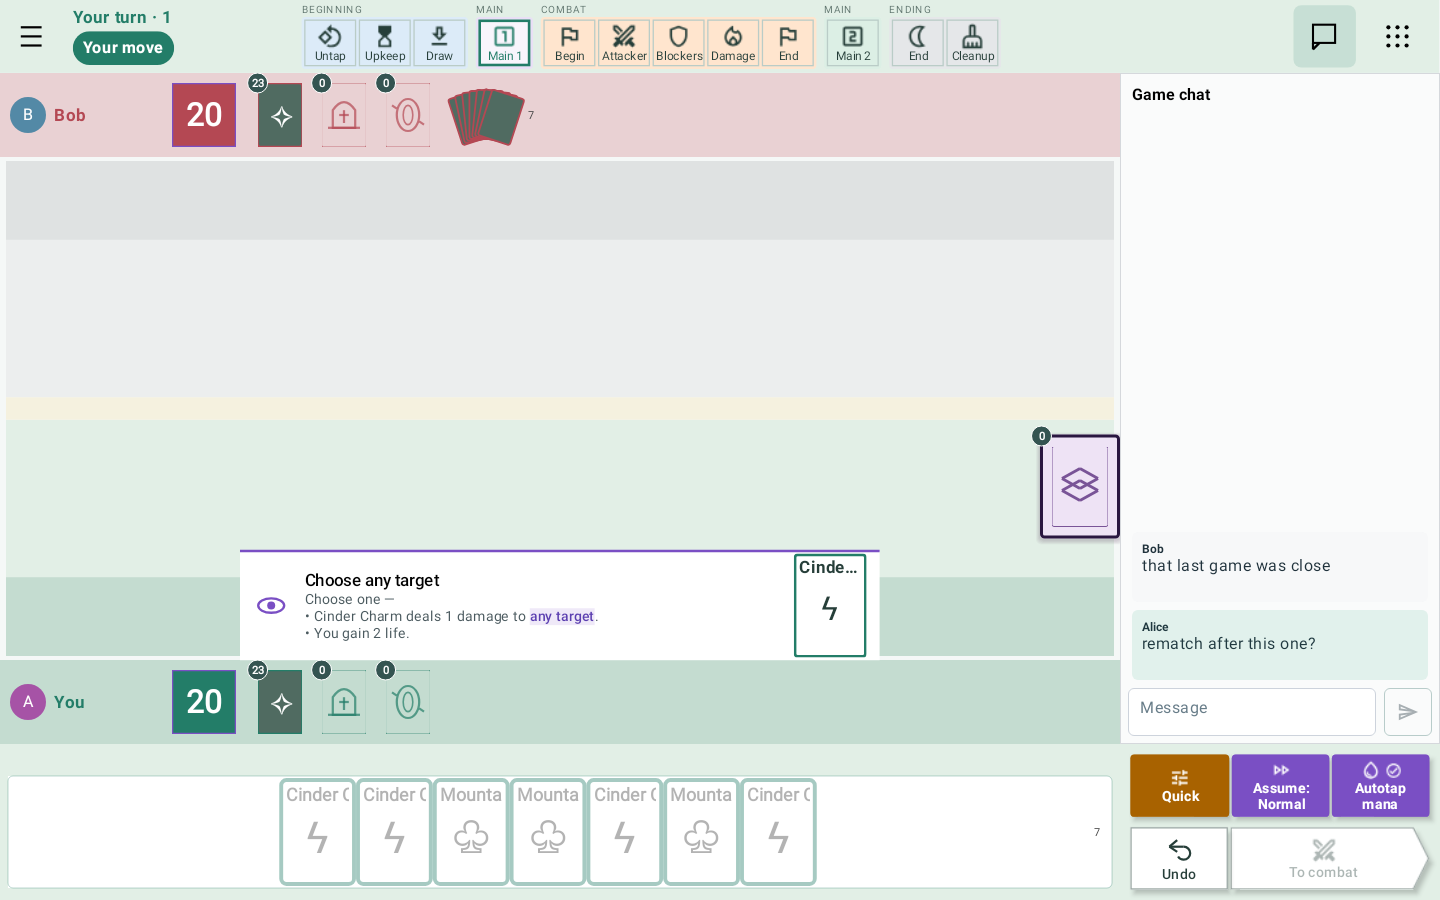 Your turn · 1
Your move
BEGINNING
Untap
Upkeep
Draw
MAIN
1
Main 1
COMBAT
Begin
Attacker
Blockers
Damage
End
MAIN
2
Main 2
ENDING
End
Cleanup
B
Bob
20
23
0
0
7
Game chat
0
Choose any target
Choose one —
• Cinder Charm deals 1 damage to any target.
• You gain 2 life.
Cinde...
Bob
that last game was close
Alice
rematch after this one?
Message
A
You
20
23
0
0
Cinder C
Cinder C
Mounta
Mounta
Cinder C
Mounta
Cinder C
7
Quick
Assume:
Normal
Autotap
mana
Undo
To combat